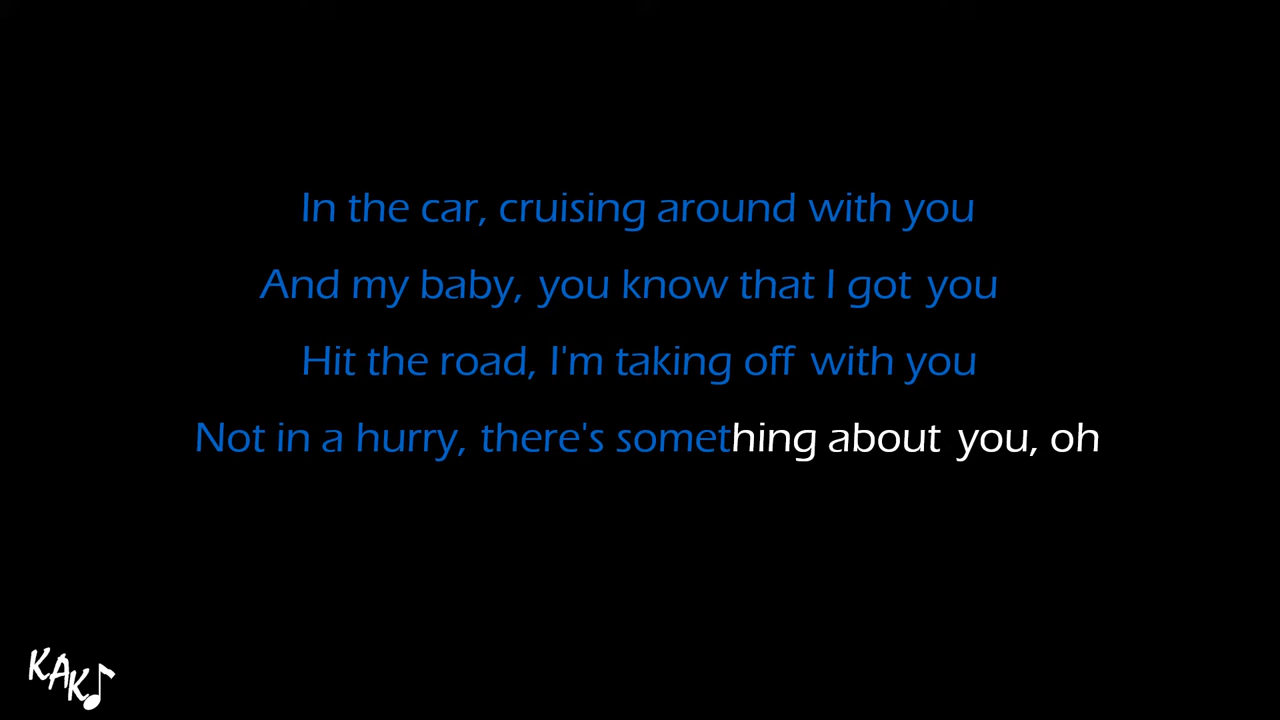 In the car, cruising around with you
And my baby, you know that I got you
Hit the road, I'm taking off with you
Not in a hurry, there's something about you, oh
KAK